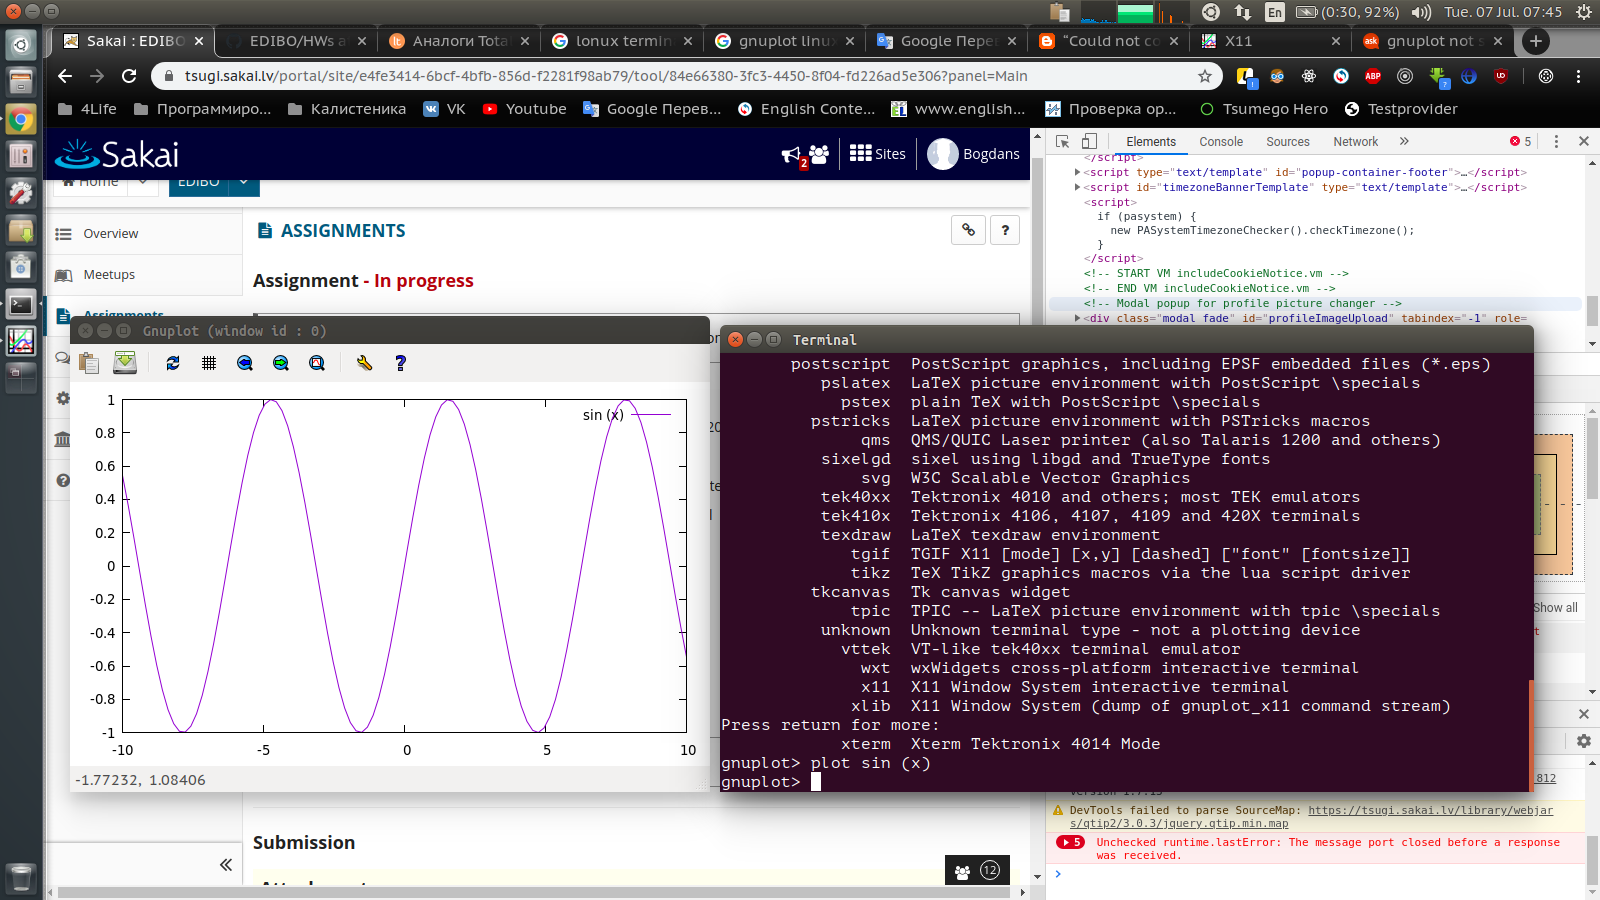 En
(0:30, 92%)
Tue. 07 Jul. 07:45
Sakai : EDIBO
EDIBO/HWs at
Аналоги Total
lonux termina
gnuplot linux
Google Перев
"Could not co
X11
gnuplot not s
tsugi.sakai.lv/portal/site/e4fe3414-6bcf-4bfb-856d-f2281f98ab79/tool/84e66380-3fc3-4450-8f04-fd226ad5e306?panel=Main
ABP
4Life
Программиро...
Калистеника
VK
Youtube
Google Перев...
English Conte...
www.english...
Проверка ор...
Tsumego Hero
Testprovider
Sakai
2
Sites
Bogdans
Home
EDIBO
Overview
Meetups
Assignments
ASSIGNMENTS
?
Assignment - In progress
Gnuplot (window id : 0)
?
sin (x)
1
0.8
0.6
0.4
0.2
0
-0.2
-0.4
-0.6
-0.8
-1
-10
-5
0
5
10
-1.77232, 1.08406
Submission
12
Elements
Console
Sources
Network
5
</script>
<script type="text/template" id="popup-container-footer">…</script>
<script id="timezoneBannerTemplate" type="text/template">…</script>
<script>
if (pasystem) {
new PASystemTimezoneChecker().checkTimezone();
}
</script>
<!-- START VM includeCookieNotice.vm -->
<!-- END VM includeCookieNotice.vm -->
<!-- Modal popup for profile picture changer -->
<div class="modal fade" id="profileImageUpload" tabindex="-1" role=
Terminal
postscript PostScript graphics, including EPSF embedded files (*.eps)
pslatex LaTeX picture environment with PostScript \specials
pstex plain TeX with PostScript \specials
pstricks LaTeX picture environment with PSTricks macros
qms QMS/QUIC Laser printer (also Talaris 1200 and others)
sixelgd sixel using libgd and TrueType fonts
svg W3C Scalable Vector Graphics
tek40xx Tektronix 4010 and others; most TEK emulators
tek410x Tektronix 4106, 4107, 4109 and 420X terminals
texdraw LaTeX texdraw environment
tgif TGIF X11 [mode] [x,y] [dashed] ["font" [fontsize]]
tikz TeX TikZ graphics macros via the lua script driver
tkcanvas Tk canvas widget
tpic TPIC -- LaTeX picture environment with tpic \specials
unknown Unknown terminal type - not a plotting device
vttek VT-like tek40xx terminal emulator
wxt wxWidgets cross-platform interactive terminal
x11 X11 Window System interactive terminal
xlib X11 Window System (dump of gnuplot_x11 command stream)
Press return for more:
xterm Xterm Tektronix 4014 Mode
gnuplot> plot sin (x)
gnuplot>
Show all
812
DevTools failed to parse SourceMap: https://tsugi.sakai.lv/library/webjar
s/qtip2/3.0.3/jquery.qtip.min.map
5
Unchecked runtime.lastError: The message port closed before a response
was received.